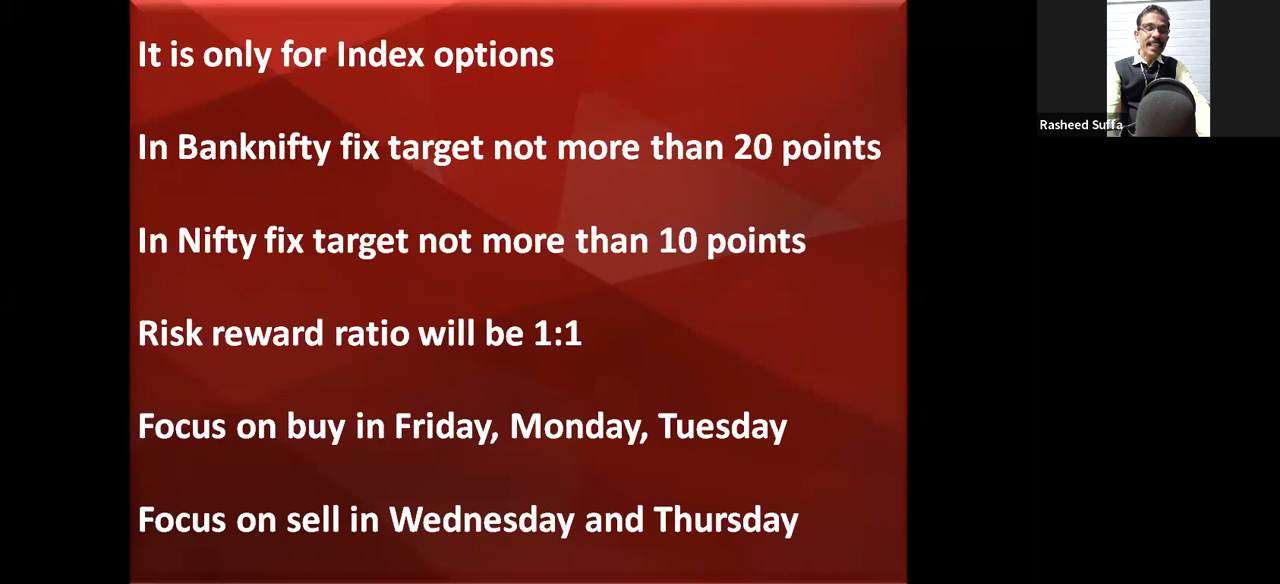 It is only for Index options
In Banknifty fix target not more than 20 points
In Nifty fix target not more than 10 points
Risk reward ratio will be 1:1
Focus on buy in Friday, Monday, Tuesday
Focus on sell in Wednesday and Thursday
Rasheed Suffa